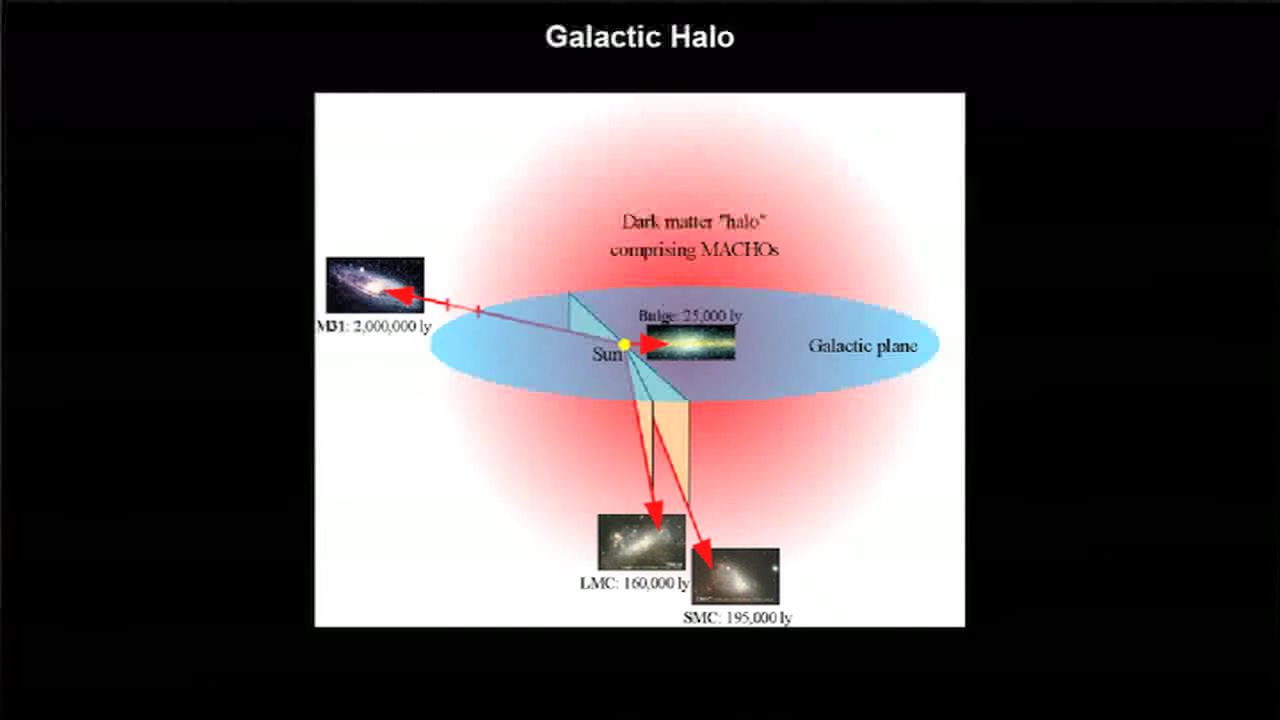 Galactic Halo
Dark matter "halo"
comprising MACHOs
Bulge: 25,000 ly
M31: 2,000,000 ly
Sun
Galactic plane
LMC: 160,000 ly
SMC: 195,000 ly